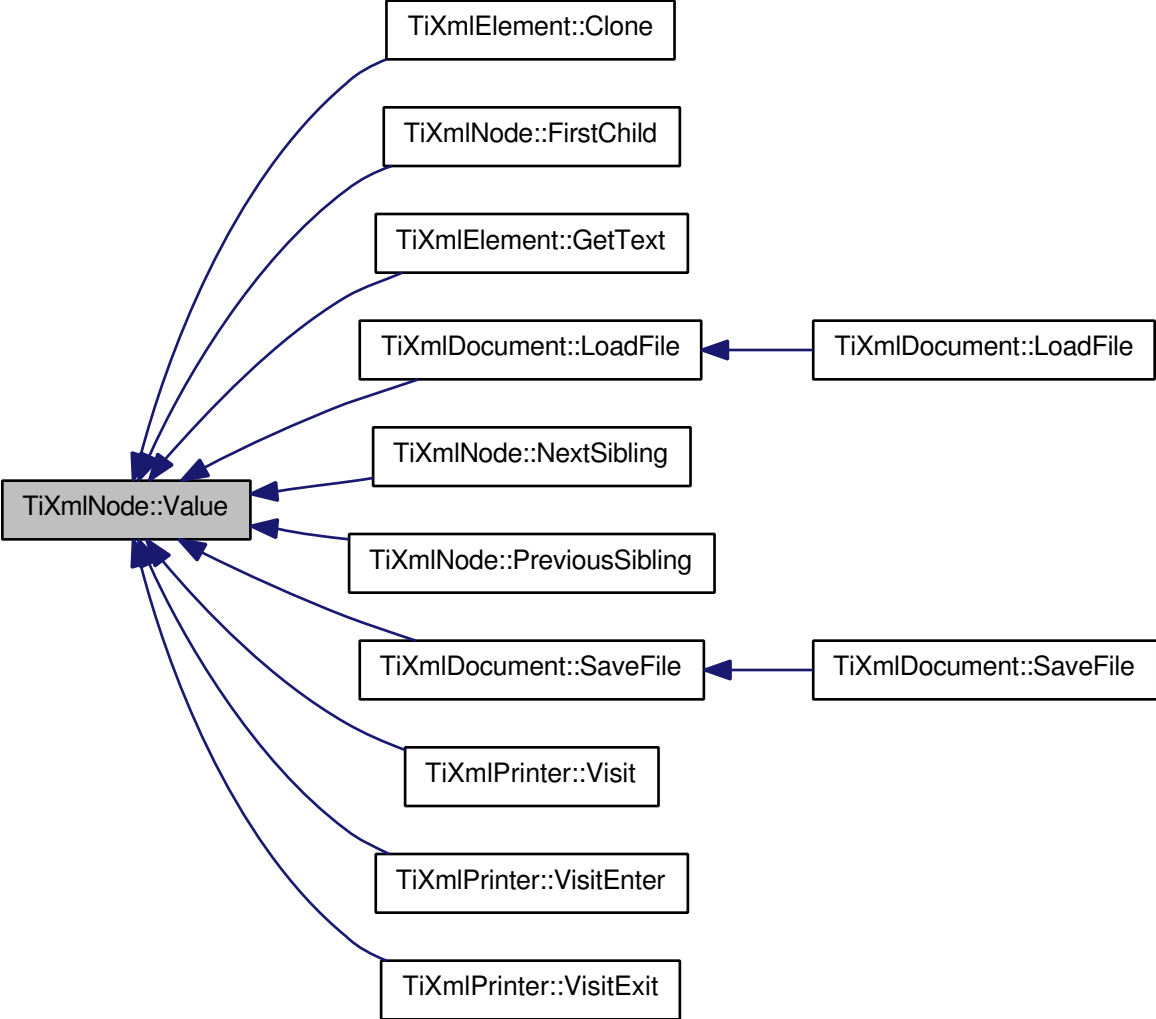 TiXmlElement::Clone
TiXmlNode::FirstChild
TiXmlElement::GetText
TiXmlDocument::LoadFile
TiXmlDocument::LoadFile
TiXmlNode::NextSibling
TiXmlNode::Value
TiXmlNode::PreviousSibling
TiXmlDocument::SaveFile
TiXmlDocument::SaveFile
TiXmlPrinter::Visit
TiXmlPrinter::VisitEnter
TiXmlPrinter::VisitExit